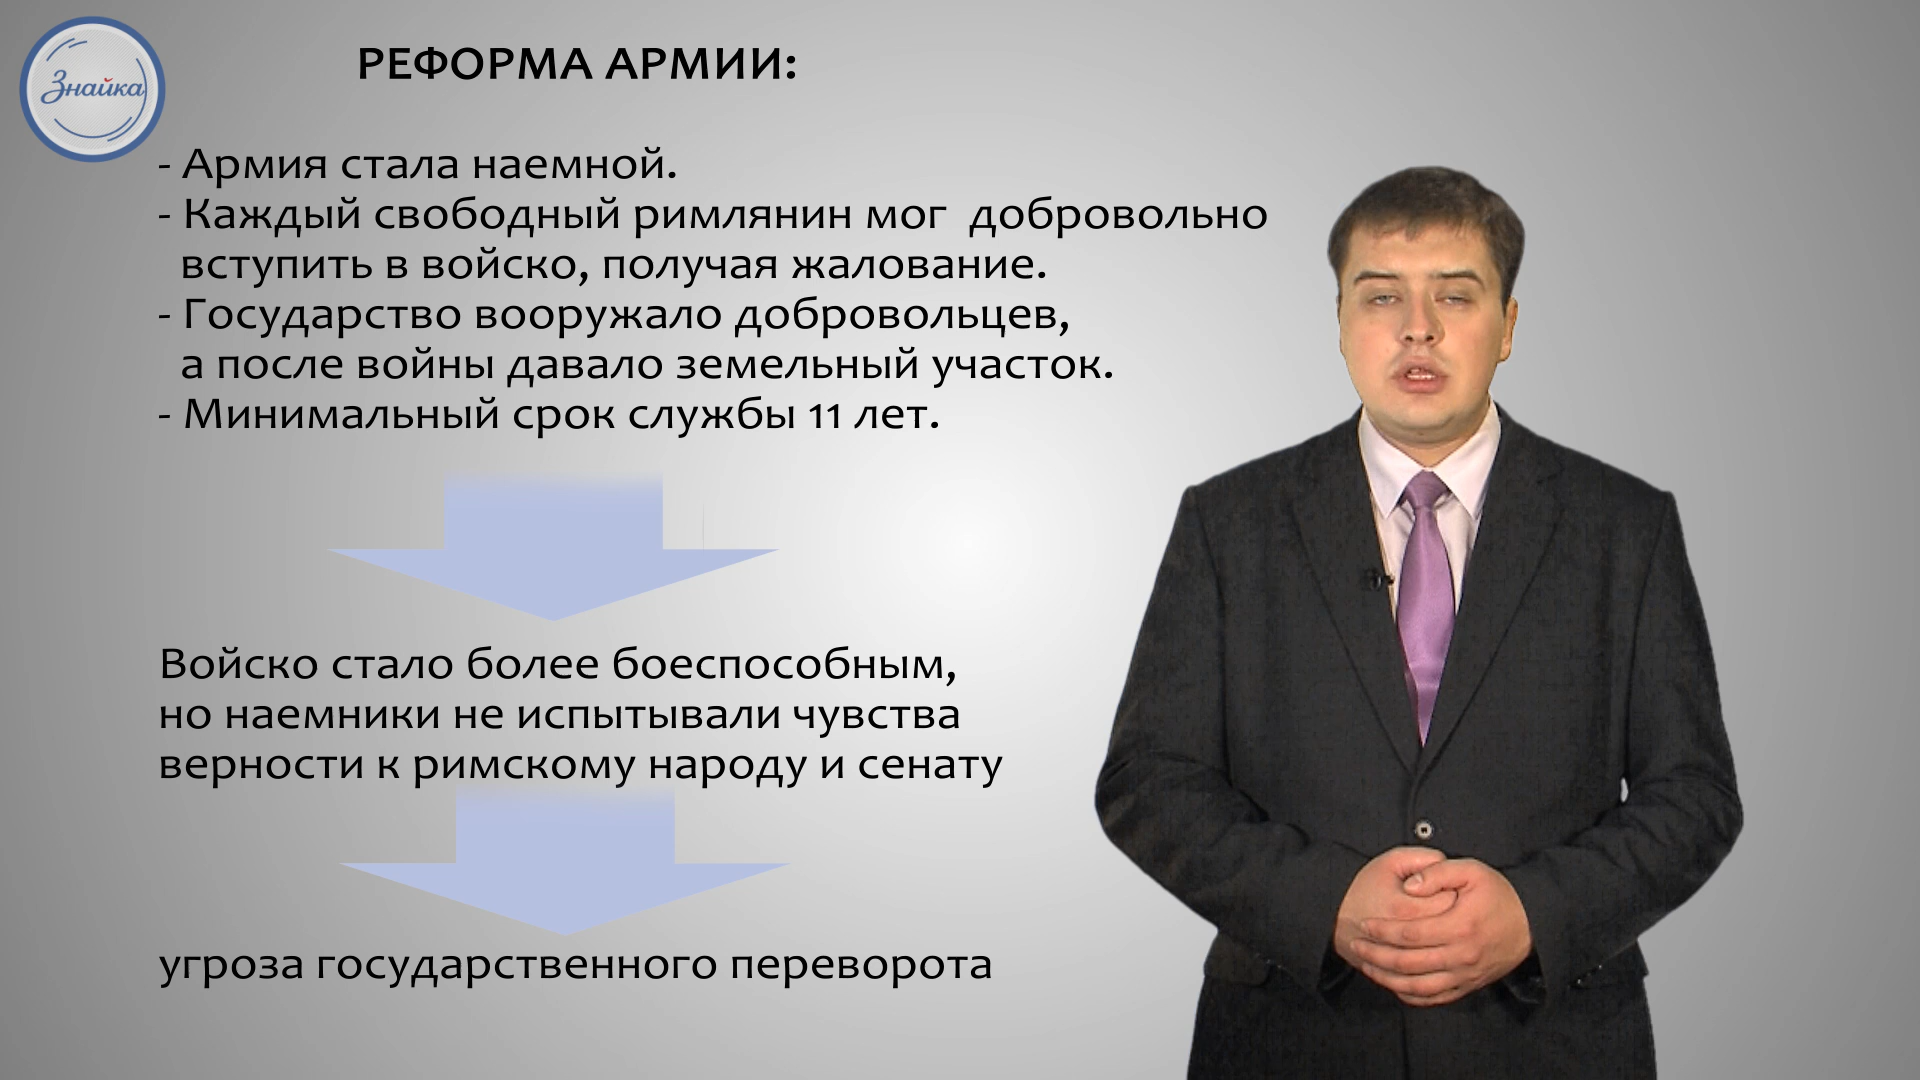 Знайка
РЕФОРМА АРМИИ:
- Армия стала наемной.
- Каждый свободный римлянин мог добровольно
вступить в войско, получая жалование.
- Государство вооружало добровольцев,
а после войны давало земельный участок.
- Минимальный срок службы 11 лет.
Войско стало более боеспособным,
но наемники не испытывали чувства
верности к римскому народу и сенату
угроза государственного переворота